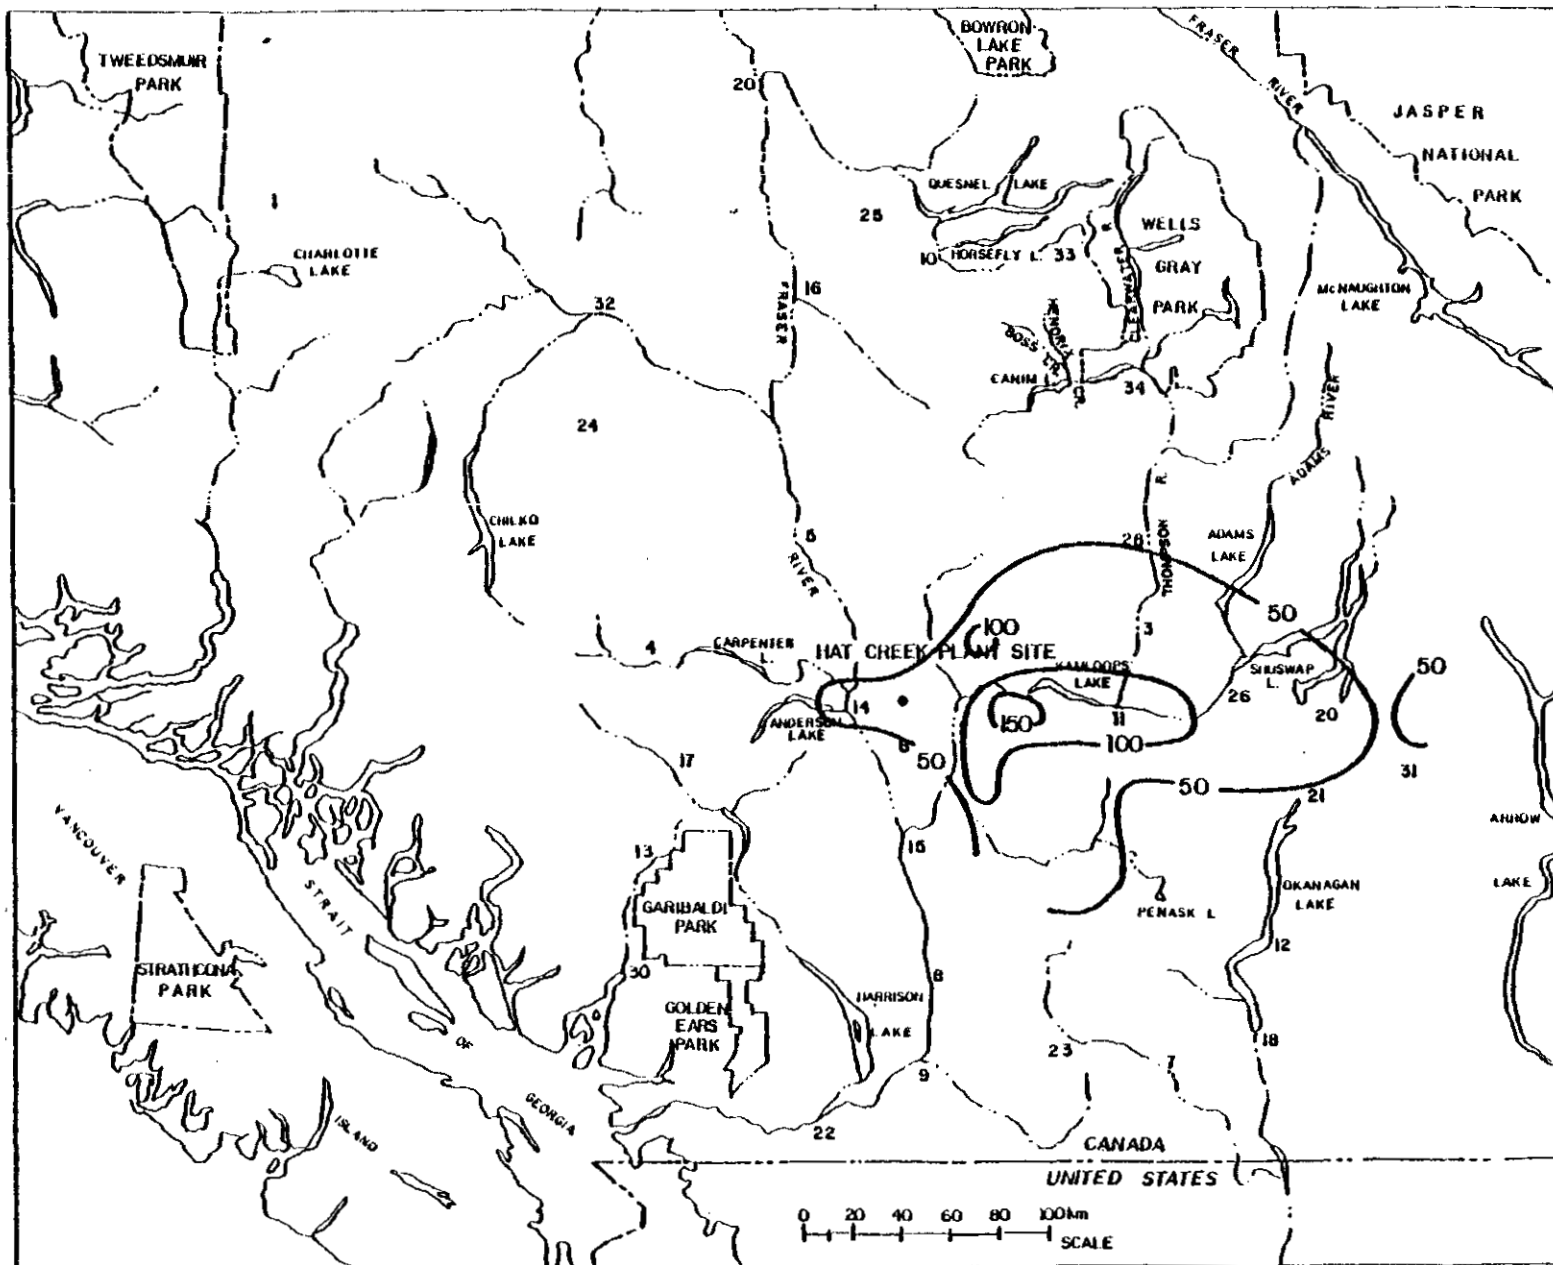 BOWRON
LAKE
PARK
FRASER
RIVER
TWEEDSMUIR
PARK
20
JASPER
NATIONAL
PARK
QUESNEL LAKE
1
25
WELLS
GRAY
PARK
CHARLOTTE
LAKE
10
HORSEFLY L.
33
CLEARWATER R.
McNAUGHTON
LAKE
32
16
FRASER
HENDRIX CR.
BOSS CR.
CANIM L.
34
ADAMS RIVER
24
R.
CHILKO
LAKE
5
RIVER
28
THOMPSON
ADAMS
LAKE
50
4
CARPENTER
L.
100
3
HAT CREEK PLANT SITE
KAMLOOPS
LAKE
SHUSWAP
L.
50
14
ANDERSON
LAKE
150
11
26
20
6
50
100
17
31
50
21
VANCOUVER
ARROW
15
13
STRAIT
GARIBALDI
PARK
PENASK L
OKANAGAN
LAKE
LAKE
12
STRATHCONA
PARK
30
8
HARRISON
LAKE
GOLDEN
EARS
PARK
OF
18
23
7
9
GEORGIA
ISLAND
22
CANADA
UNITED STATES
0 20 40 60 80 100km
SCALE